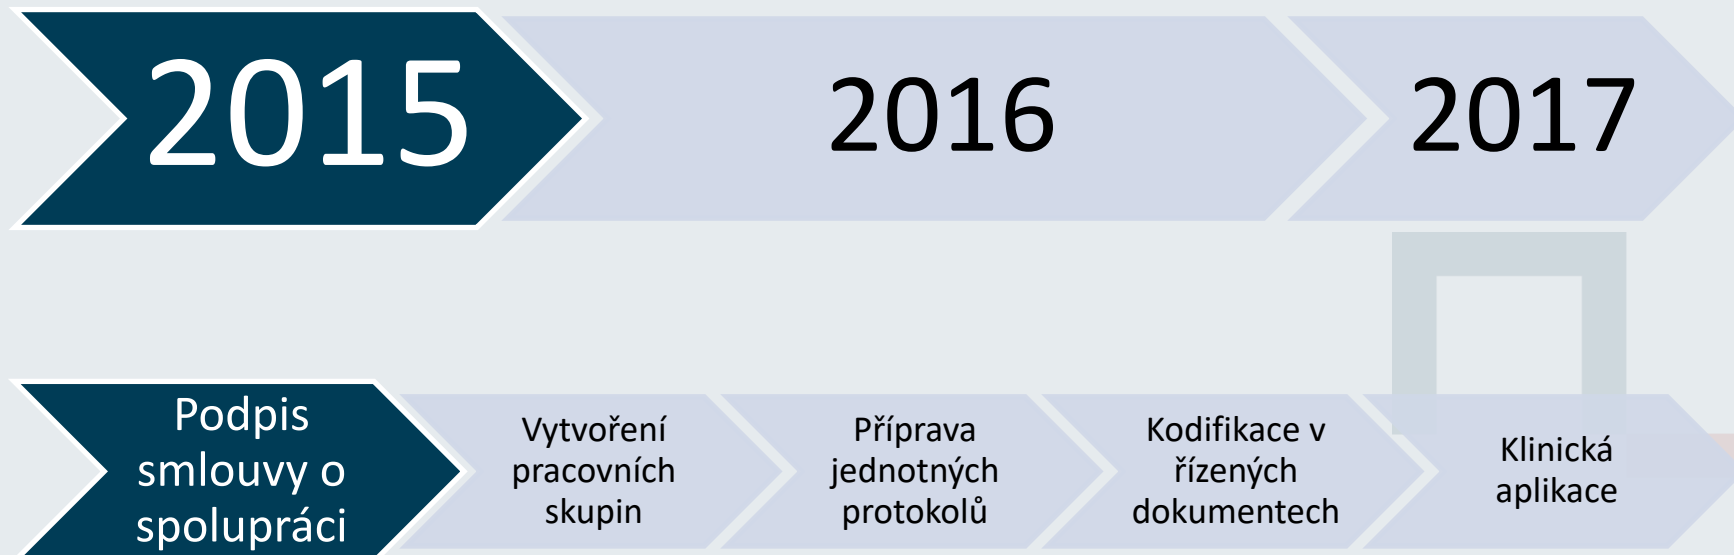 2015
2016
2017
Podpis
smlouvy o
spolupráci
Vytvoření
pracovních
skupin
Příprava
jednotných
protokolů
Kodifikace v
řízených
dokumentech
Klinická
aplikace